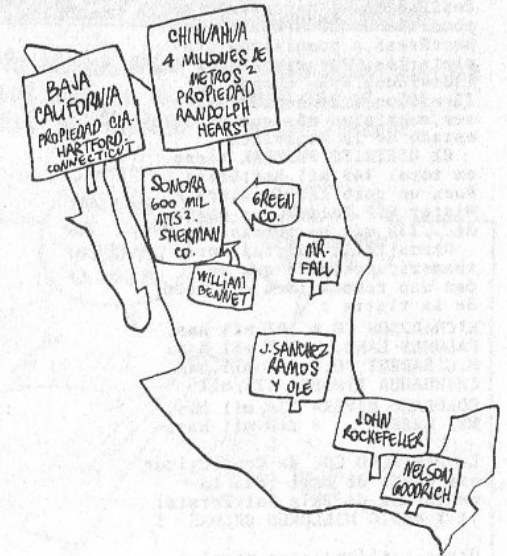 BAJA
CALIFORNIA
PROPIEDAD CIA.
HARTFORD.
CONNECTICUT
CHIHUAHUA
4 MILLONES DE
METROS 2
PROPIEDAD
RANDOLPH
HEARST
SONORA
600 MIL
MTS 2.
SHERMAN
CO.
GREEN
CO.
WILLIAM
BENNET
MR.
FALL
J. SANCHEZ
RAMOS
Y OLÉ
JOHN
ROCKEFELLER
NELSON
GOODRICH